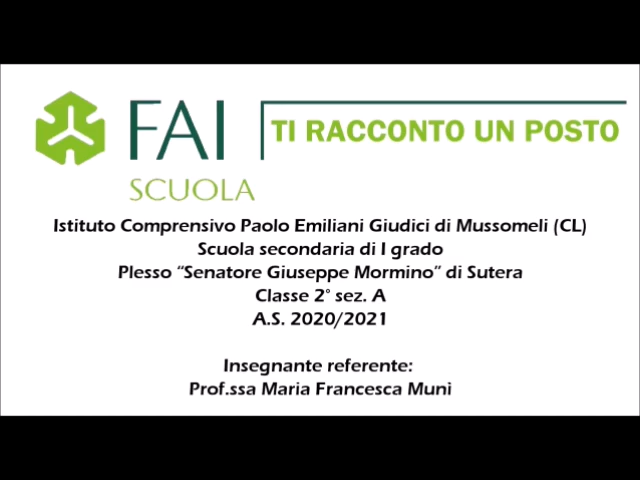 FAI
SCUOLA
TI RACCONTO UN POSTO
Istituto Comprensivo Paolo Emiliani Giudici di Mussomeli (CL)
Scuola secondaria di I grado
Plesso “Senatore Giuseppe Mormino” di Sutera
Classe 2° sez. A
A.S. 2020/2021
Insegnante referente:
Prof.ssa Maria Francesca Muni